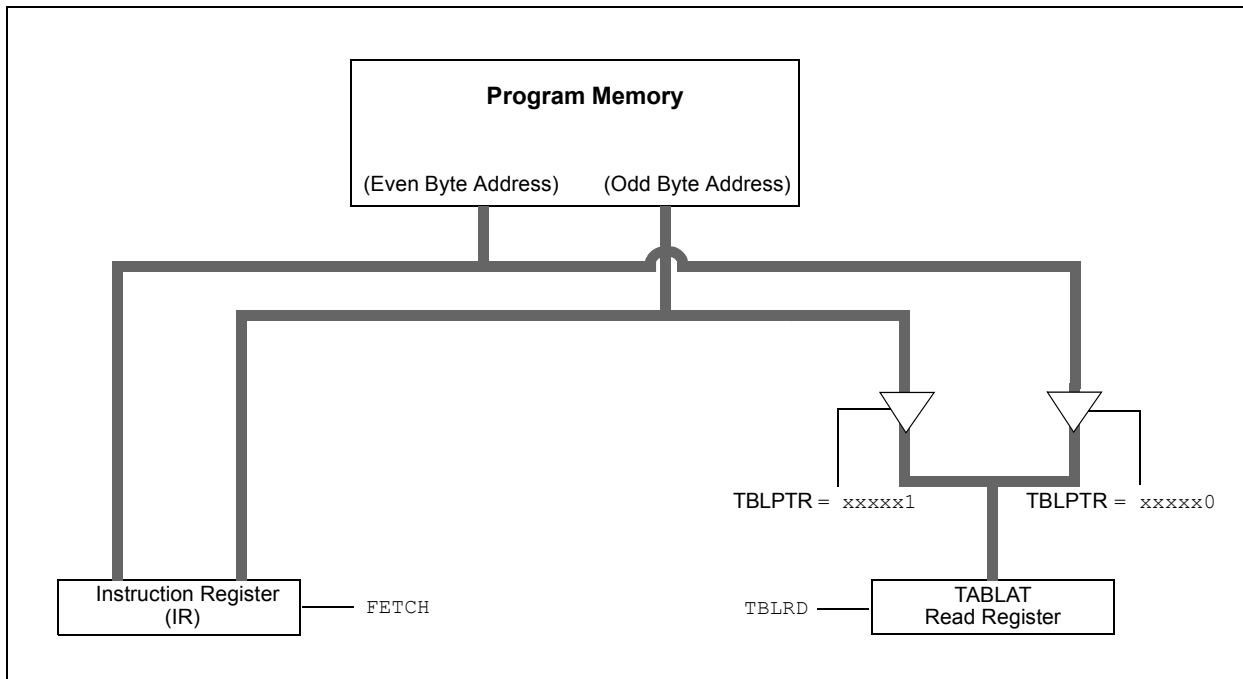 Program Memory
(Even Byte Address) (Odd Byte Address)
TBLPTR = xxxxx1 TBLPTR = xxxxx0
Instruction Register
(IR)
FETCH
TBLRD
TABLAT
Read Register